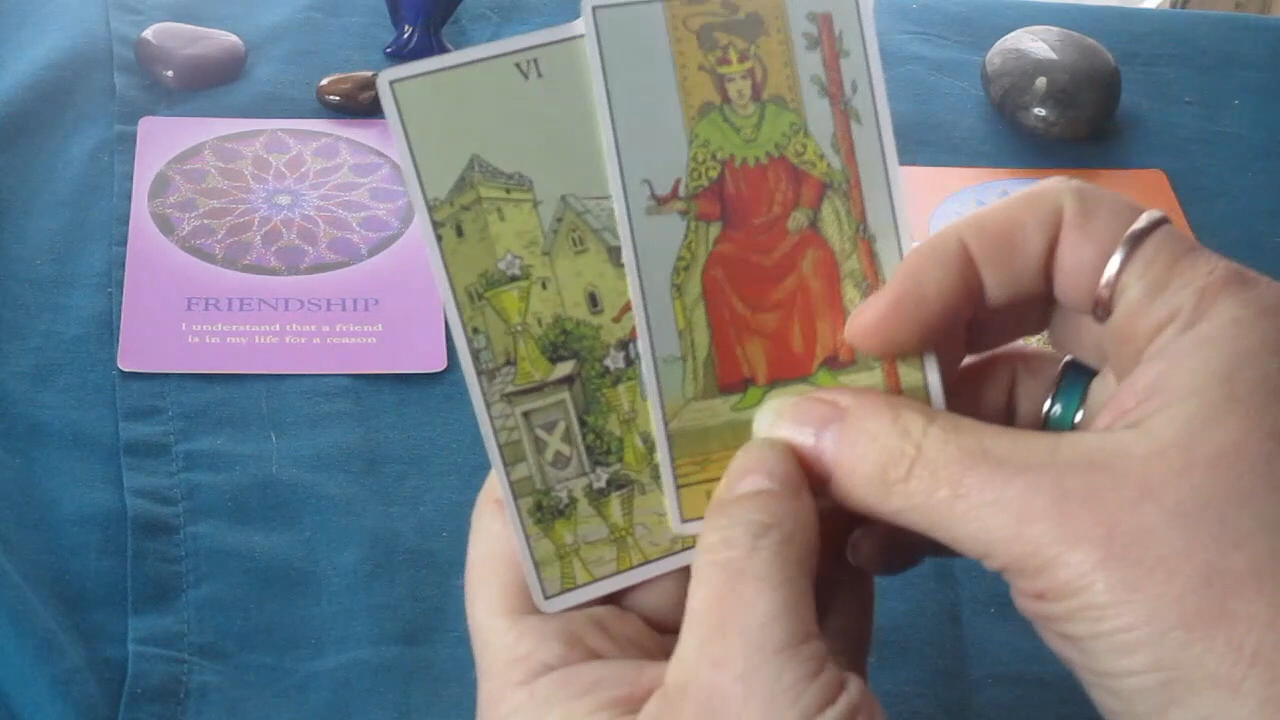 VI
FRIENDSHIP
I understand that a friend
is in my life for a reason